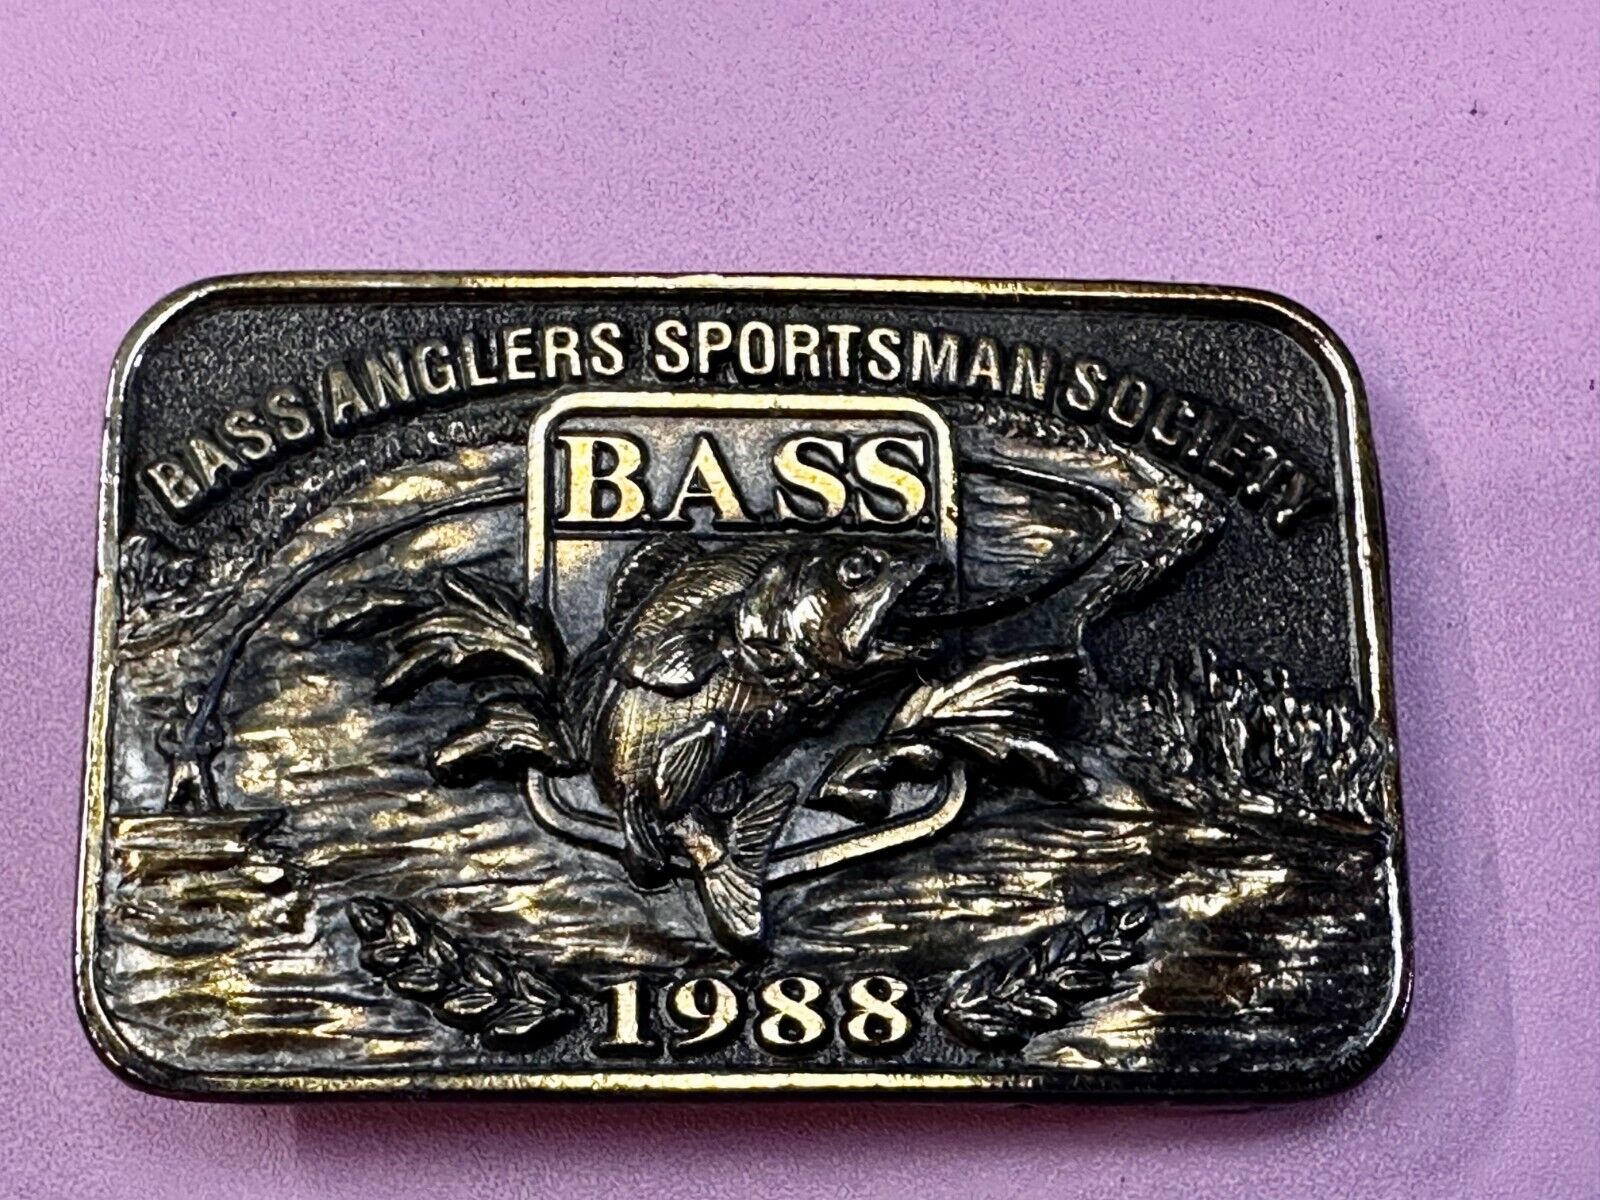 BASS ANGLERS SPORTSMAN SOCIETY
B.A.S.S.
1988